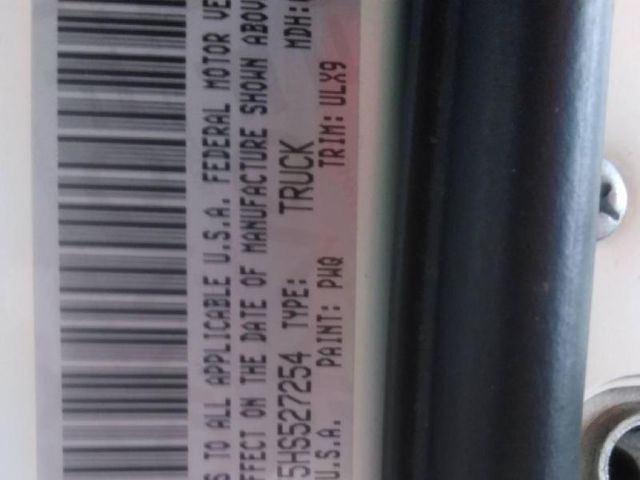 S TO ALL APPLICABLE U.S.A. FEDERAL MOTOR VE
FFECT ON THE DATE OF MANUFACTURE SHOWN ABOV
5HS527254 TYPE: TRUCK MDH:
U.S.A. PAINT: PWQ TRIM: ULX9